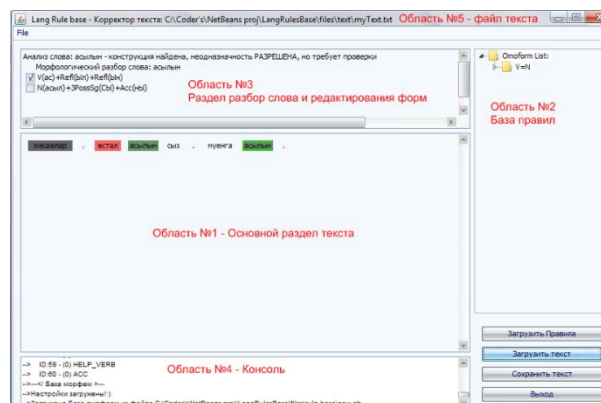 Lang Rule base - Корректор текста: C:\Coder's\NetBeans proj\LangRulesBase\files\text\myText.txt Область №5 - файл текста
File
Анализ слова: асылын - конструкция найдена, неоднозначность РАЗРЕШЕНА, но требует проверки
Морфологический разбор слова: асылын
V(ас)+Refl(Ын)+Refl(Ын)
N(асыл)+3PossSg(СЫ)+Acc(НЫ)
Область №3
Раздел разбор слова и редактирования форм
Omoform List:
V=N
Область №2
База правил
. өстәл асылын сыз . муенга асылын .
Область №1 - Основной раздел текста
Загрузить Правила
Загрузить текст
Сохранить текст
Выход
--> ID:59 - (0) HELP_VERB
--> ID:60 - (0) ACC
-->--</ База морфем >--
-->Настройки загружены!:)
Область №4 - Консоль